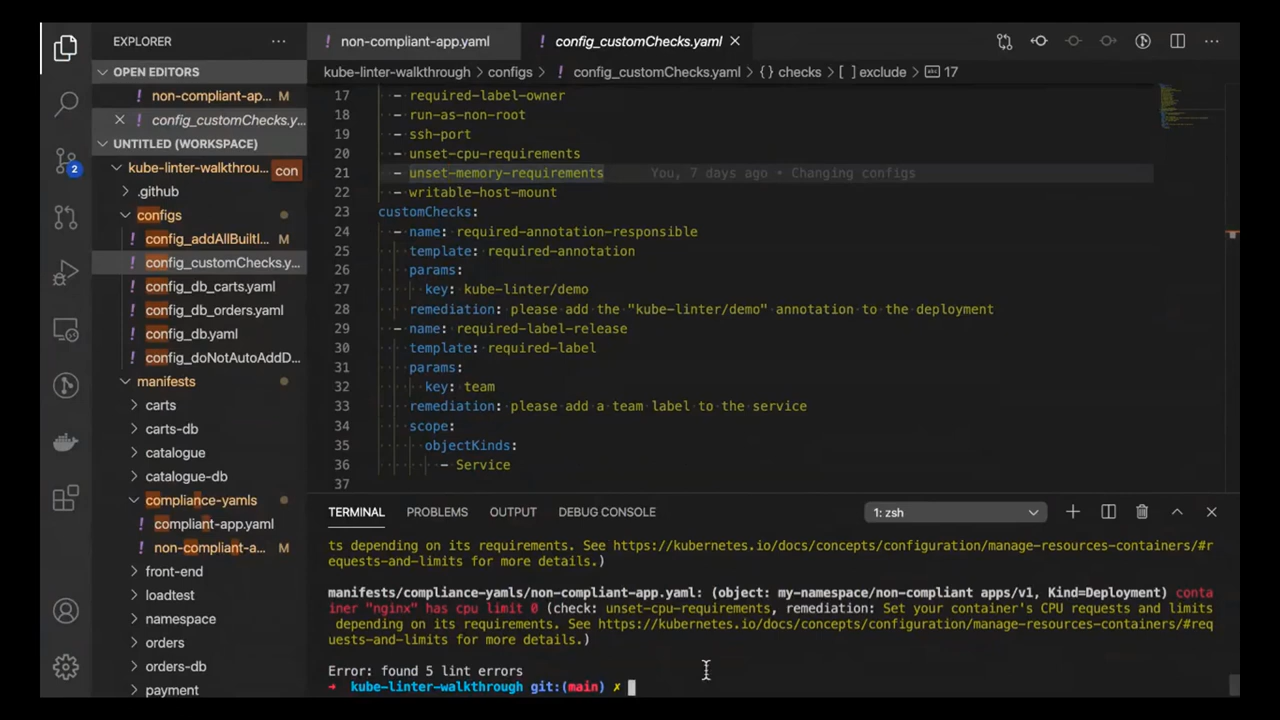 EXPLORER
OPEN EDITORS
! non-compliant-ap... M
config_customChecks.y...
UNTITLED (WORKSPACE)
kube-linter-walkthrou...
con
.github
configs
! config_addAllBuiltI... M
! config_customChecks.y...
! config_db_carts.yaml
! config_db_orders.yaml
! config_db.yaml
! config_doNotAutoAddD...
manifests
carts
carts-db
catalogue
catalogue-db
compliance-yamls
! compliant-app.yaml
! non-compliant-a... M
front-end
loadtest
namespace
orders
orders-db
payment
2
! non-compliant-app.yaml
! config_customChecks.yaml
kube-linter-walkthrough > configs > ! config_customChecks.yaml > {} checks > [ ] exclude > abc 17
17 - required-label-owner
18 - run-as-non-root
19 - ssh-port
20 - unset-cpu-requirements
21 - unset-memory-requirements You, 7 days ago • Changing configs
22 - writable-host-mount
23 customChecks:
24 - name: required-annotation-responsible
25 template: required-annotation
26 params:
27 key: kube-linter/demo
28 remediation: please add the "kube-linter/demo" annotation to the deployment
29 - name: required-label-release
30 template: required-label
31 params:
32 key: team
33 remediation: please add a team label to the service
34 scope:
35 objectKinds:
36 - Service
37
TERMINAL PROBLEMS OUTPUT DEBUG CONSOLE 1: zsh
ts depending on its requirements. See https://kubernetes.io/docs/concepts/configuration/manage-resources-containers/#r
equests-and-limits for more details.)
manifests/compliance-yamls/non-compliant-app.yaml: (object: my-namespace/non-compliant apps/v1, Kind=Deployment) conta
iner "nginx" has cpu limit 0 (check: unset-cpu-requirements, remediation: Set your container's CPU requests and limits
depending on its requirements. See https://kubernetes.io/docs/concepts/configuration/manage-resources-containers/#req
uests-and-limits for more details.)
Error: found 5 lint errors
→ kube-linter-walkthrough git:(main) ✗